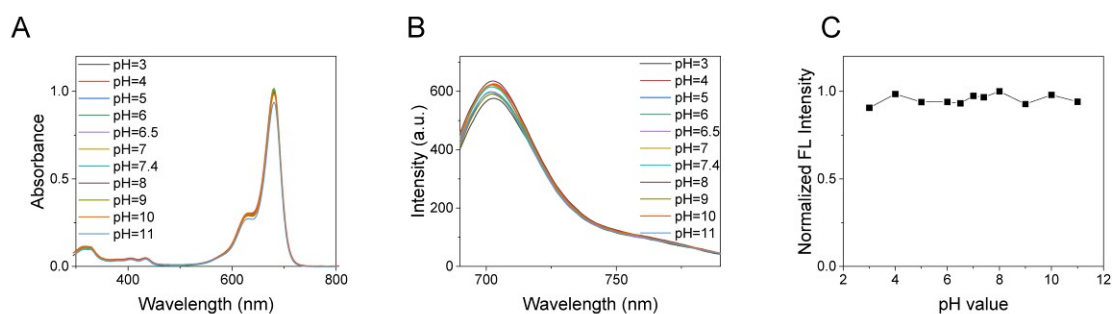 A
Absorbance
1.0
0.5
0.0
400
600
800
Wavelength (nm)
pH=3
pH=4
pH=5
pH=6
pH=6.5
pH=7
pH=7.4
pH=8
pH=9
pH=10
pH=11
B
Intensity (a.u.)
600
300
0
700
750
Wavelength (nm)
pH=3
pH=4
pH=5
pH=6
pH=6.5
pH=7
pH=7.4
pH=8
pH=9
pH=10
pH=11
C
Normalized FL Intensity
1.0
0.5
0.0
2
4
6
8
10
12
pH value